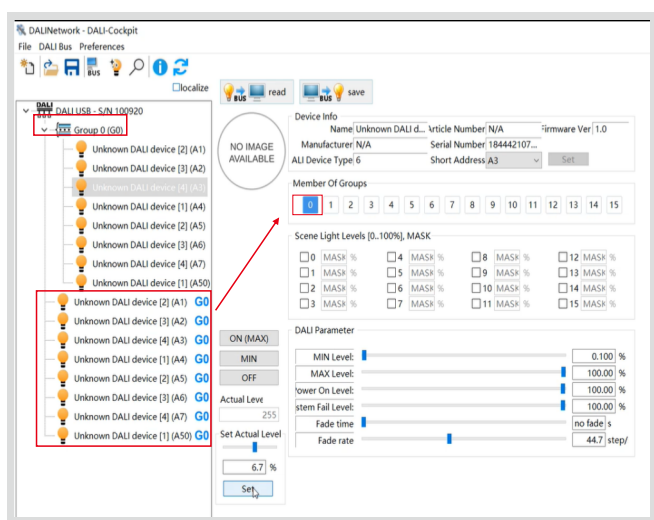 DALINetwork - DALI-Cockpit
File DALI Bus Preferences
BUS
localize
DALI
DALI USB - S/N 100920
Group 0 (G0)
Unknown DALI device [2] (A1)
Unknown DALI device [3] (A2)
Unknown DALI device [4] (A3)
Unknown DALI device [1] (A4)
Unknown DALI device [2] (A5)
Unknown DALI device [3] (A6)
Unknown DALI device [4] (A7)
Unknown DALI device [1] (A50)
Unknown DALI device [2] (A1) G0
Unknown DALI device [3] (A2) G0
Unknown DALI device [4] (A3) G0
Unknown DALI device [1] (A4) G0
Unknown DALI device [2] (A5) G0
Unknown DALI device [3] (A6) G0
Unknown DALI device [4] (A7) G0
Unknown DALI device [1] (A50) G0
BUS read
BUS save
NO IMAGE
AVAILABLE
Device Info
Name Unknown DALI d... Article Number N/A Firmware Ver 1.0
Manufacturer N/A Serial Number 184442107...
ALI Device Type 6 Short Address A3 Set
Member Of Groups
0 1 2 3 4 5 6 7 8 9 10 11 12 13 14 15
Scene Light Levels [0..100%], MASK
0 MASK % 4 MASK % 8 MASK % 12 MASK %
1 MASK % 5 MASK % 9 MASK % 13 MASK %
2 MASK % 6 MASK % 10 MASK % 14 MASK %
3 MASK % 7 MASK % 11 MASK % 15 MASK %
ON (MAX)
MIN
OFF
Actual Leve
255
Set Actual Level
6.7 %
Set
DALI Parameter
MIN Level: 0.100 %
MAX Level: 100.00 %
Power On Level: 100.00 %
stem Fail Level: 100.00 %
Fade time no fade s
Fade rate 44.7 step/